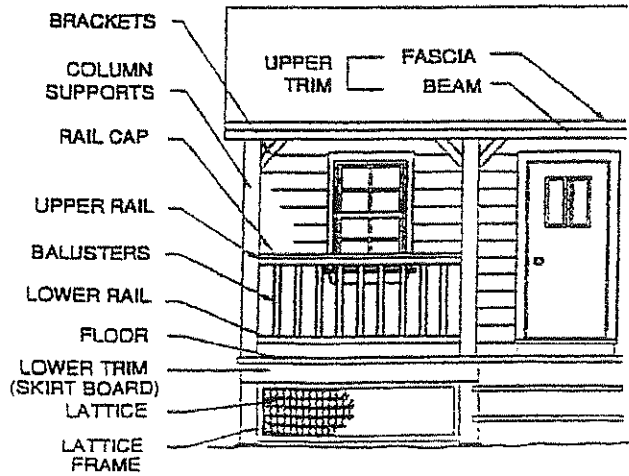 BRACKETS
COLUMN
SUPPORTS
RAIL CAP
UPPER RAIL
BALUSTERS
LOWER RAIL
FLOOR
LOWER TRIM
(SKIRT BOARD)
LATTICE
LATTICE
FRAME
UPPER
TRIM
FASCIA
BEAM